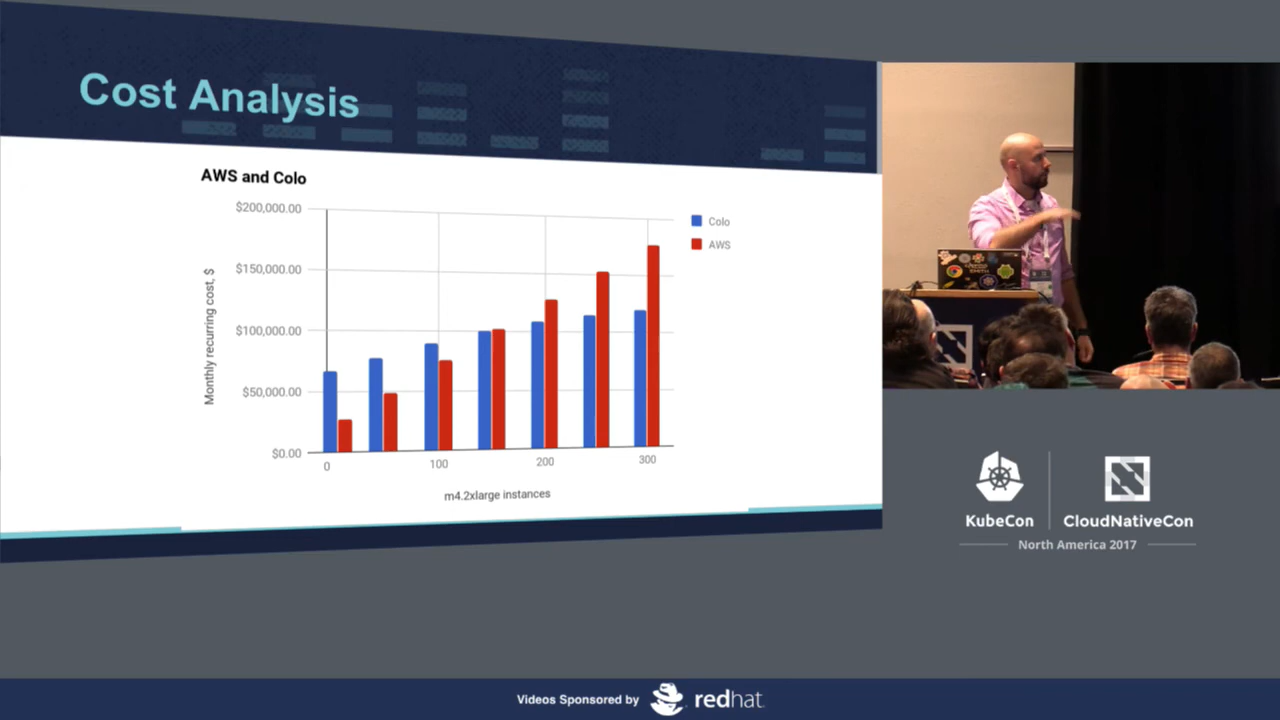 Cost Analysis
AWS and Colo
$200,000.00
$150,000.00
$100,000.00
$50,000.00
$0.00
Monthly recurring cost, $
0
100
200
300
m4.2xlarge instances
Colo
AWS
KubeCon
CloudNativeCon
North America 2017
Videos Sponsored by
redhat